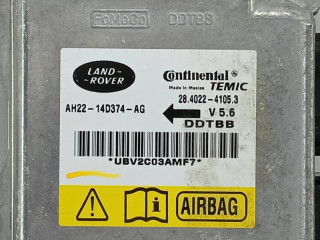 FoMoCo DDTBB
LAND-
ROVER
Continental
Made in Mexico TEMIC
28.4022-4105.3
AH22-14D374-AG
V 5.6
DDTBB
*UBV2C03AMF7*
AIRBAG